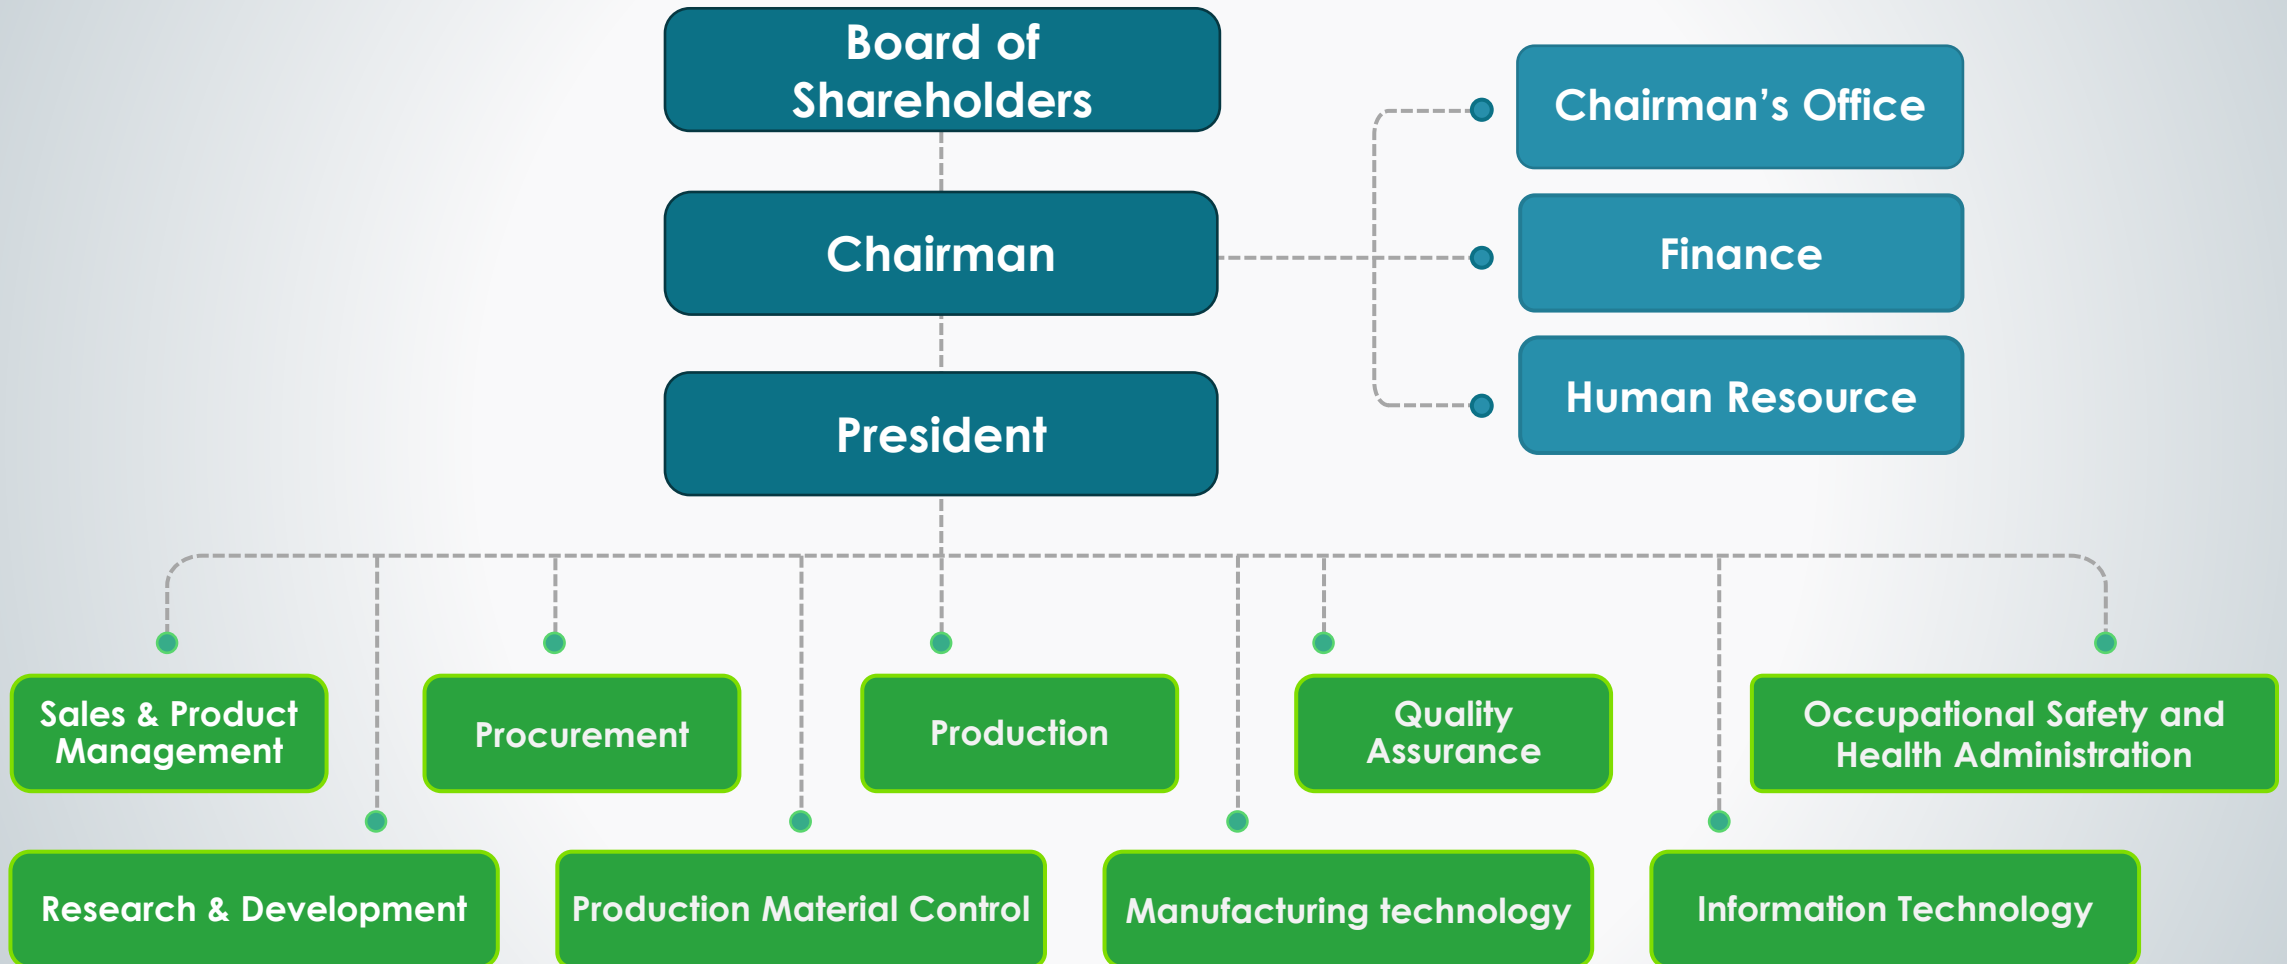 Board of
Shareholders
Chairman's Office
Chairman
Finance
Human Resource
President
Sales & Product
Management
Procurement
Production
Quality
Assurance
Occupational Safety and
Health Administration
Research & Development
Production Material Control
Manufacturing technology
Information Technology